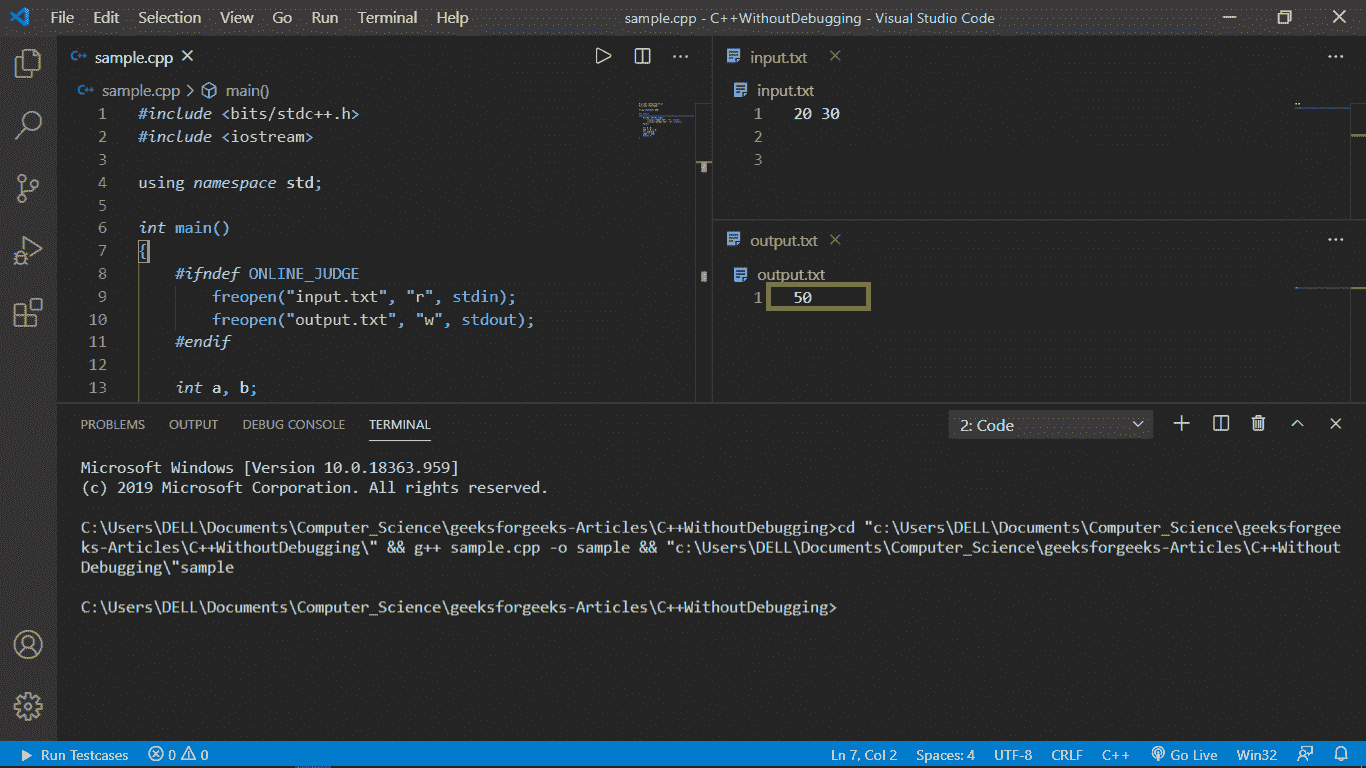 File Edit Selection View Go Run Terminal Help
sample.cpp - C++WithoutDebugging - Visual Studio Code
sample.cpp
sample.cpp > main()
1 #include <bits/stdc++.h>
2 #include <iostream>
3
4 using namespace std;
5
6 int main()
7 {
8 #ifndef ONLINE_JUDGE
9 freopen("input.txt", "r", stdin);
10 freopen("output.txt", "w", stdout);
11 #endif
12
13 int a, b;
input.txt
input.txt
1 20 30
2
3
output.txt
output.txt
1 50
PROBLEMS OUTPUT DEBUG CONSOLE TERMINAL
2: Code
Microsoft Windows [Version 10.0.18363.959]
(c) 2019 Microsoft Corporation. All rights reserved.
C:\Users\DELL\Documents\Computer_Science\geeksforgeeks-Articles\C++WithoutDebugging>cd "c:\Users\DELL\Documents\Computer_Science\geeksforgee
ks-Articles\C++WithoutDebugging\" && g++ sample.cpp -o sample && "c:\Users\DELL\Documents\Computer_Science\geeksforgeeks-Articles\C++Without
Debugging\"sample
C:\Users\DELL\Documents\Computer_Science\geeksforgeeks-Articles\C++WithoutDebugging>
Run Testcases 0 0 Ln 7, Col 2 Spaces: 4 UTF-8 CRLF C++ Go Live Win32